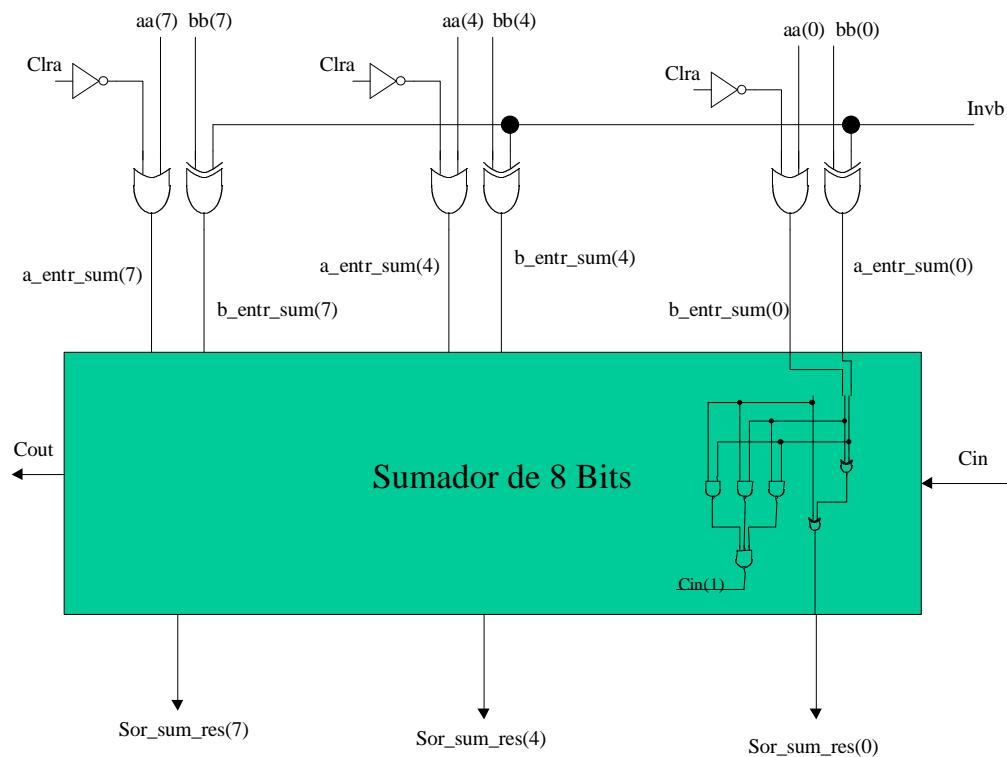 aa(7) bb(7)
aa(4) bb(4)
aa(0) bb(0)
Clra
Clra
Clra
Invb
a_entr_sum(7)
b_entr_sum(7)
a_entr_sum(4)
b_entr_sum(4)
b_entr_sum(0)
a_entr_sum(0)
Cout
Sumador de 8 Bits
Cin
Cin(1)
Sor_sum_res(7)
Sor_sum_res(4)
Sor_sum_res(0)